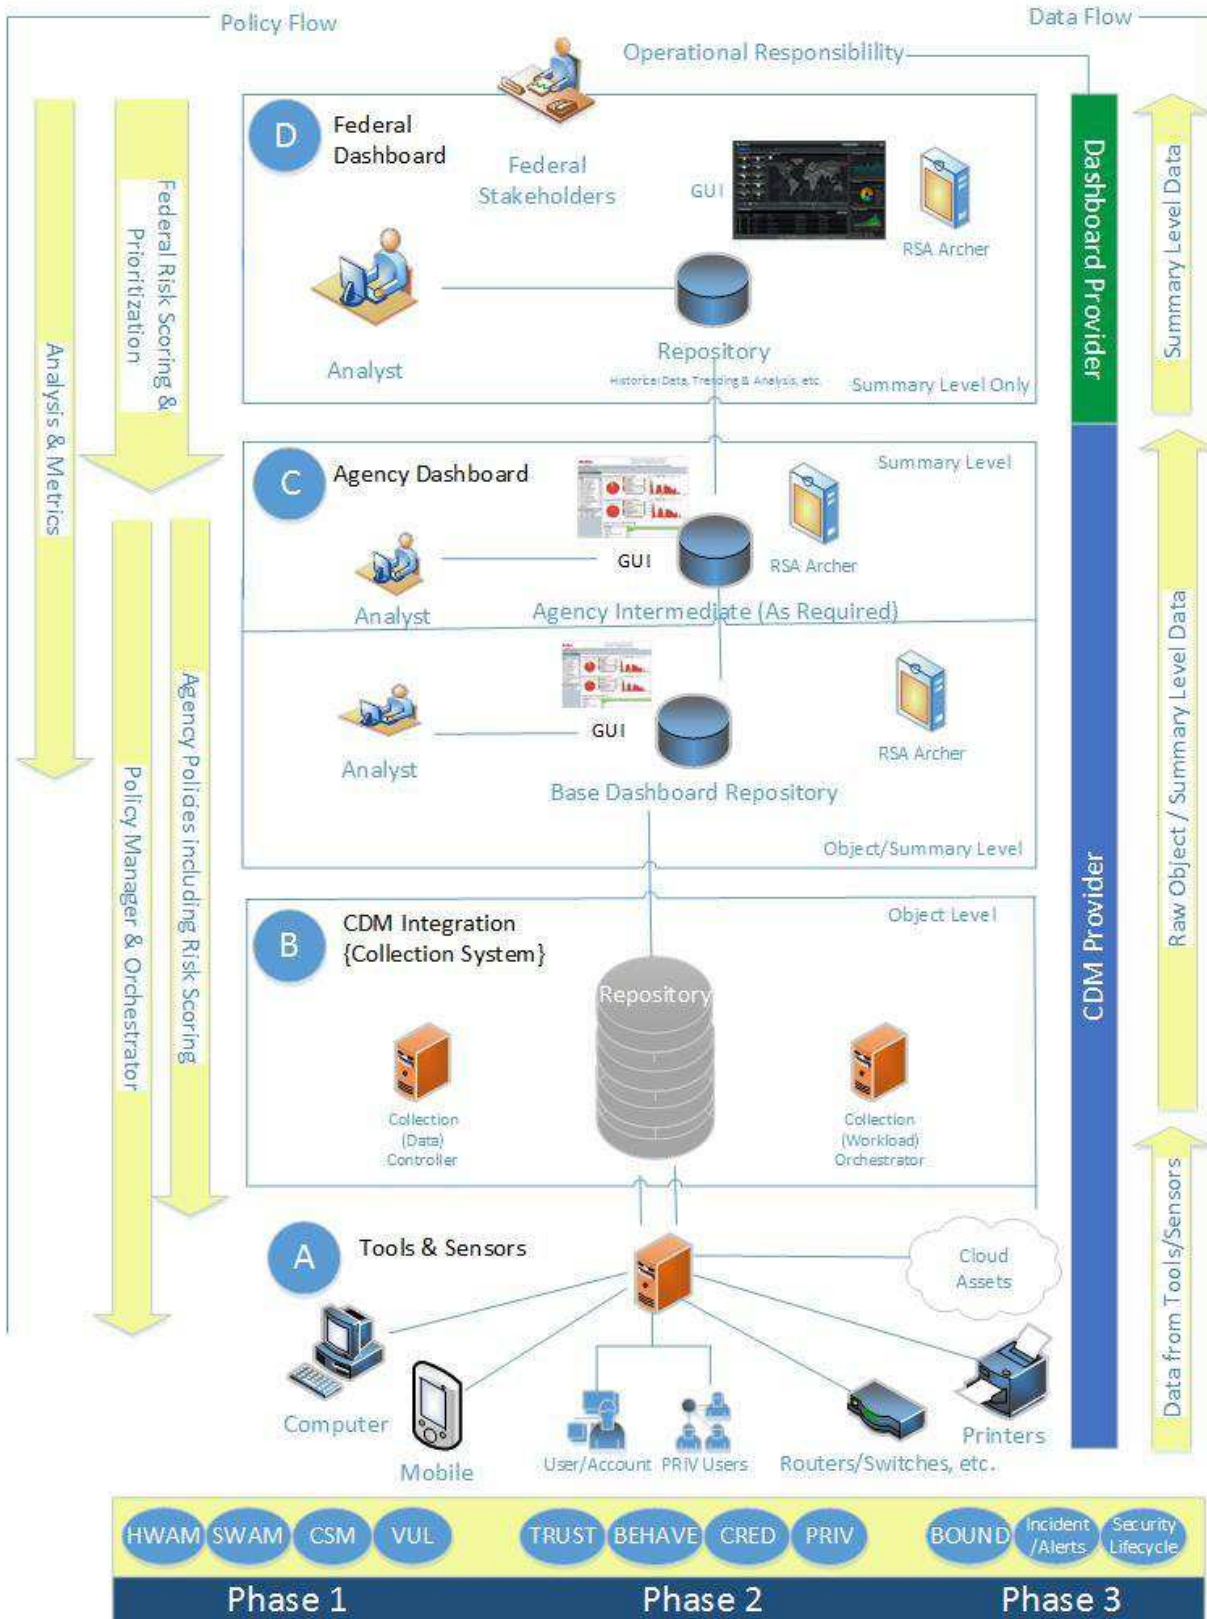 Policy Flow
Data Flow
Operational Responsiblility
D
Federal
Dashboard
Federal
Stakeholders
GUI
RSA Archer
Analyst
Repository
Historical Data, Trending & Analysis, etc
Summary Level Only
C
Agency Dashboard
Summary Level
Analyst
GUI
RSA Archer
Agency Intermediate (As Required)
Analyst
GUI
RSA Archer
Base Dashboard Repository
Object/Summary Level
B
CDM Integration
{Collection System}
Object Level
Repository
Collection
(Data)
Controller
Collection
(Workload)
Orchestrator
A
Tools & Sensors
Cloud
Assets
Computer
Mobile
User/Account
PRIV Users
Routers/Switches, etc.
Printers
Analysis & Metrics
Federal Risk Scoring &
Prioritization
Policy Manager & Orchestrator
Agency Policies including Risk Scoring
Dashboard Provider
CDM Provider
Summary Level Data
Raw Object / Summary Level Data
Data from Tools/Sensors
HWAM
SWAM
CSM
VUL
TRUST
BEHAVE
CRED
PRIV
BOUND
Incident
/Alerts
Security
Lifecycle
Phase 1
Phase 2
Phase 3